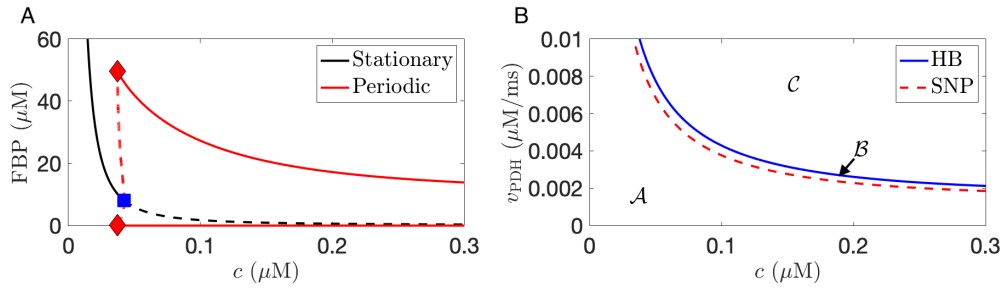 A
60
40
20
0
FBP (μM)
0
0.1
0.2
0.3
c (μM)
Stationary
Periodic
B
0.01
0.008
0.006
0.004
0.002
0
v_PDH (μM/ms)
0
0.1
0.2
0.3
c (μM)
HB
SNP
𝒞
ℬ
𝒜